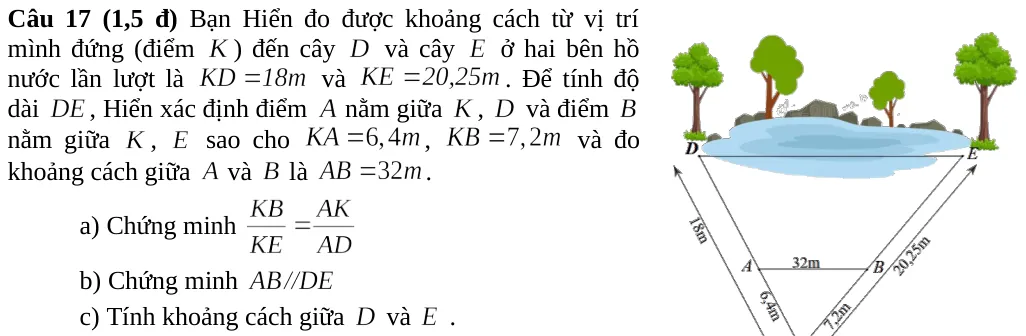 Câu 17 (1,5 đ) Bạn Hiển đo được khoảng cách từ vị trí
mình đứng (điểm K) đến cây D và cây E ở hai bên hồ
nước lần lượt là KD =18m và KE =20,25m. Để tính độ
dài DE, Hiển xác định điểm A nằm giữa K, D và điểm B
nằm giữa K, E sao cho KA =6,4m, KB =7,2m và đo
khoảng cách giữa A và B là AB =32m.
a) Chứng minh KB/KE = AK/AD
b) Chứng minh AB//DE
c) Tính khoảng cách giữa D và E .
D
E
18m
20,25m
A
32m
B
6,4m
7,2m